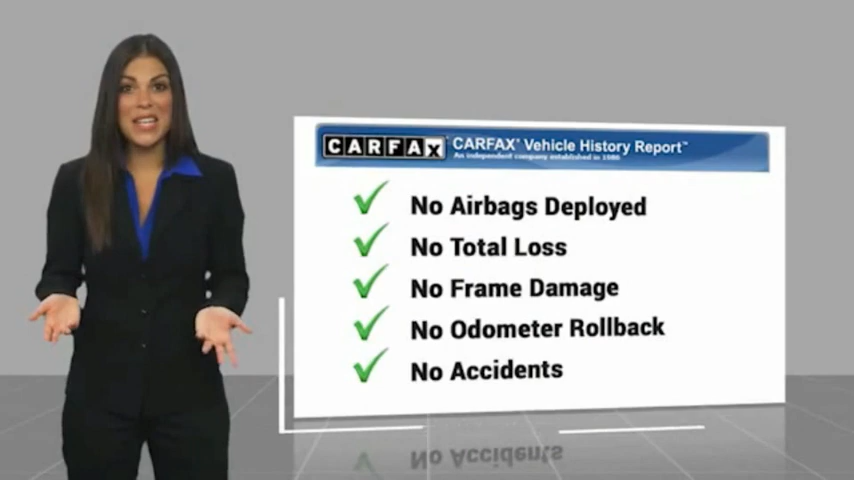 CARFAX CARFAX® Vehicle History Report™
An independent company established in 1986
No Airbags Deployed
No Total Loss
No Frame Damage
No Odometer Rollback
No Accidents
No Accidents